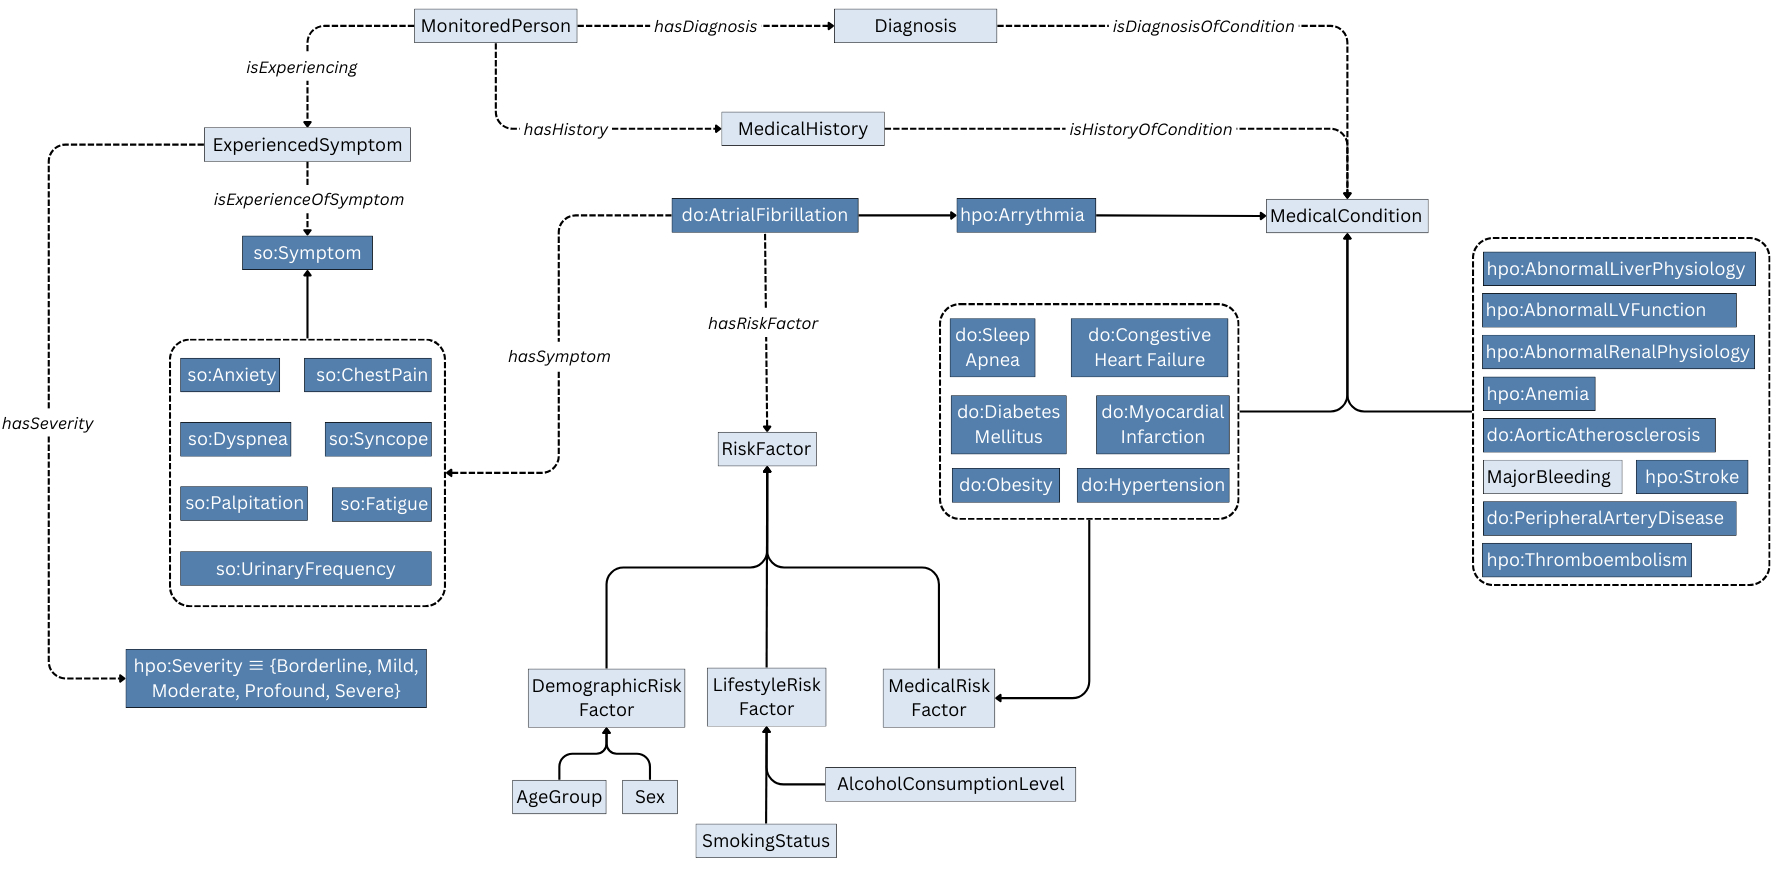 MonitoredPerson
hasDiagnosis
Diagnosis
isDiagnosisOfCondition
isExperiencing
hasHistory
MedicalHistory
isHistoryOfCondition
ExperiencedSymptom
isExperienceOfSymptom
do:AtrialFibrillation
hpo:Arrythmia
MedicalCondition
so:Symptom
hasRiskFactor
hasSymptom
hasSeverity
so:Anxiety
so:ChestPain
so:Dyspnea
so:Syncope
so:Palpitation
so:Fatigue
so:UrinaryFrequency
hpo:Severity ≡ {Borderline, Mild,
Moderate, Profound, Severe}
RiskFactor
do:Sleep
Apnea
do:Congestive
Heart Failure
do:Diabetes
Mellitus
do:Myocardial
Infarction
do:Obesity
do:Hypertension
hpo:AbnormalLiverPhysiology
hpo:AbnormalLVFunction
hpo:AbnormalRenalPhysiology
hpo:Anemia
do:AorticAtherosclerosis
MajorBleeding
hpo:Stroke
do:PeripheralArteryDisease
hpo:Thromboembolism
DemographicRisk
Factor
LifestyleRisk
Factor
MedicalRisk
Factor
AgeGroup
Sex
AlcoholConsumptionLevel
SmokingStatus